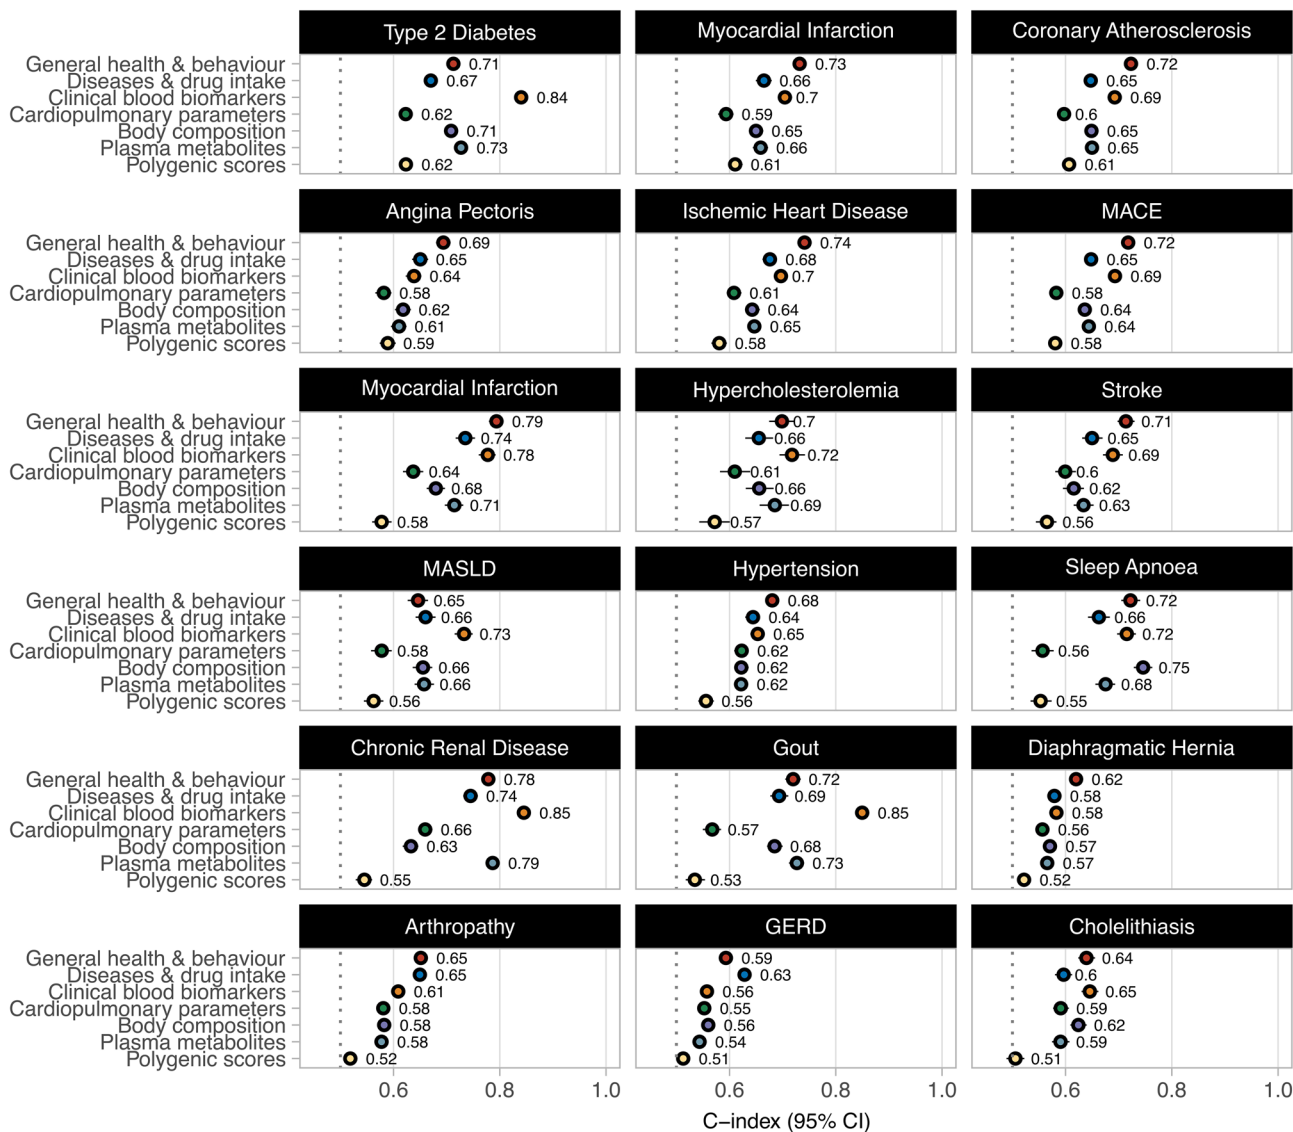 Type 2 Diabetes Myocardial Infarction Coronary Atherosclerosis
General health & behaviour 0.71 0.73 0.72
Diseases & drug intake 0.67 0.66 0.65
Clinical blood biomarkers 0.84 0.7 0.69
Cardiopulmonary parameters 0.62 0.59 0.6
Body composition 0.71 0.65 0.65
Plasma metabolites 0.73 0.66 0.65
Polygenic scores 0.62 0.61 0.61
Angina Pectoris Ischemic Heart Disease MACE
General health & behaviour 0.69 0.74 0.72
Diseases & drug intake 0.65 0.68 0.65
Clinical blood biomarkers 0.64 0.7 0.69
Cardiopulmonary parameters 0.58 0.61 0.58
Body composition 0.62 0.64 0.64
Plasma metabolites 0.61 0.65 0.64
Polygenic scores 0.59 0.58 0.58
Myocardial Infarction Hypercholesterolemia Stroke
General health & behaviour 0.79 0.7 0.71
Diseases & drug intake 0.74 0.66 0.65
Clinical blood biomarkers 0.78 0.72 0.69
Cardiopulmonary parameters 0.64 0.61 0.6
Body composition 0.68 0.66 0.62
Plasma metabolites 0.71 0.69 0.63
Polygenic scores 0.58 0.57 0.56
MASLD Hypertension Sleep Apnoea
General health & behaviour 0.65 0.68 0.72
Diseases & drug intake 0.66 0.64 0.66
Clinical blood biomarkers 0.73 0.65 0.72
Cardiopulmonary parameters 0.58 0.62 0.56
Body composition 0.66 0.62 0.75
Plasma metabolites 0.66 0.62 0.68
Polygenic scores 0.56 0.56 0.55
Chronic Renal Disease Gout Diaphragmatic Hernia
General health & behaviour 0.78 0.72 0.62
Diseases & drug intake 0.74 0.69 0.58
Clinical blood biomarkers 0.85 0.85 0.58
Cardiopulmonary parameters 0.66 0.57 0.56
Body composition 0.63 0.68 0.57
Plasma metabolites 0.79 0.73 0.57
Polygenic scores 0.55 0.53 0.52
Arthropathy GERD Cholelithiasis
General health & behaviour 0.65 0.59 0.64
Diseases & drug intake 0.65 0.63 0.6
Clinical blood biomarkers 0.61 0.56 0.65
Cardiopulmonary parameters 0.58 0.55 0.59
Body composition 0.58 0.56 0.62
Plasma metabolites 0.58 0.54 0.59
Polygenic scores 0.52 0.51 0.51
0.6 0.8 1.0 0.6 0.8 1.0 0.6 0.8 1.0
C-index (95% CI)